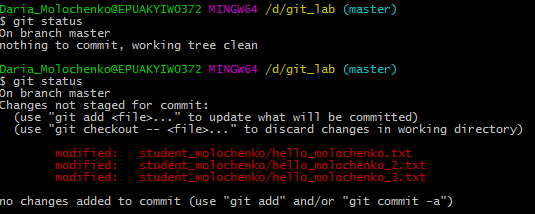 Daria_Molochenko@EPUAKYIW0372 MINGW64 /d/git_lab (master)
$ git status
On branch master
nothing to commit, working tree clean
Daria_Molochenko@EPUAKYIW0372 MINGW64 /d/git_lab (master)
$ git status
On branch master
Changes not staged for commit:
(use "git add <file>..." to update what will be committed)
(use "git checkout -- <file>..." to discard changes in working directory)
modified: student_molochenko/hello_molochenko.txt
modified: student_molochenko/hello_molochenko_2.txt
modified: student_molochenko/hello_molochenko_3.txt
no changes added to commit (use "git add" and/or "git commit -a")